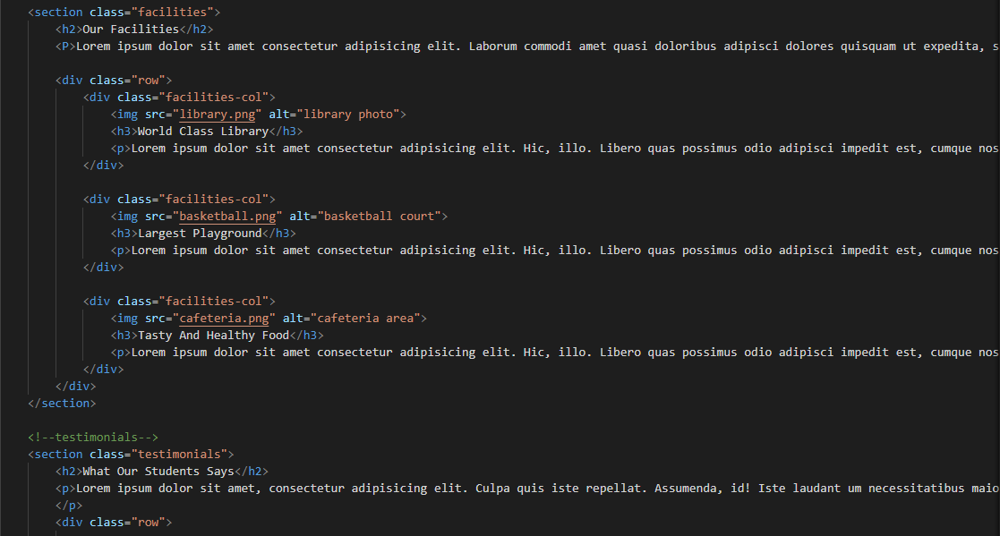 <section class="facilities">
<h2>Our Facilities</h2>
<P>Lorem ipsum dolor sit amet consectetur adipisicing elit. Laborum commodi amet quasi doloribus adipisci dolores quisquam ut expedita, s
<div class="row">
<div class="facilities-col">
<img src="library.png" alt="library photo">
<h3>World Class Library</h3>
<p>Lorem ipsum dolor sit amet consectetur adipisicing elit. Hic, illo. Libero quas possimus odio adipisci impedit est, cumque nos
</div>
<div class="facilities-col">
<img src="basketball.png" alt="basketball court">
<h3>Largest Playground</h3>
<p>Lorem ipsum dolor sit amet consectetur adipisicing elit. Hic, illo. Libero quas possimus odio adipisci impedit est, cumque nos
</div>
<div class="facilities-col">
<img src="cafeteria.png" alt="cafeteria area">
<h3>Tasty And Healthy Food</h3>
<p>Lorem ipsum dolor sit amet consectetur adipisicing elit. Hic, illo. Libero quas possimus odio adipisci impedit est, cumque nos
</div>
</div>
</section>
<!--testimonials-->
<section class="testimonials">
<h2>What Our Students Says</h2>
<p>Lorem ipsum dolor sit amet, consectetur adipisicing elit. Culpa quis iste repellat. Assumenda, id! Iste laudant um necessitatibus maio
</p>
<div class="row">